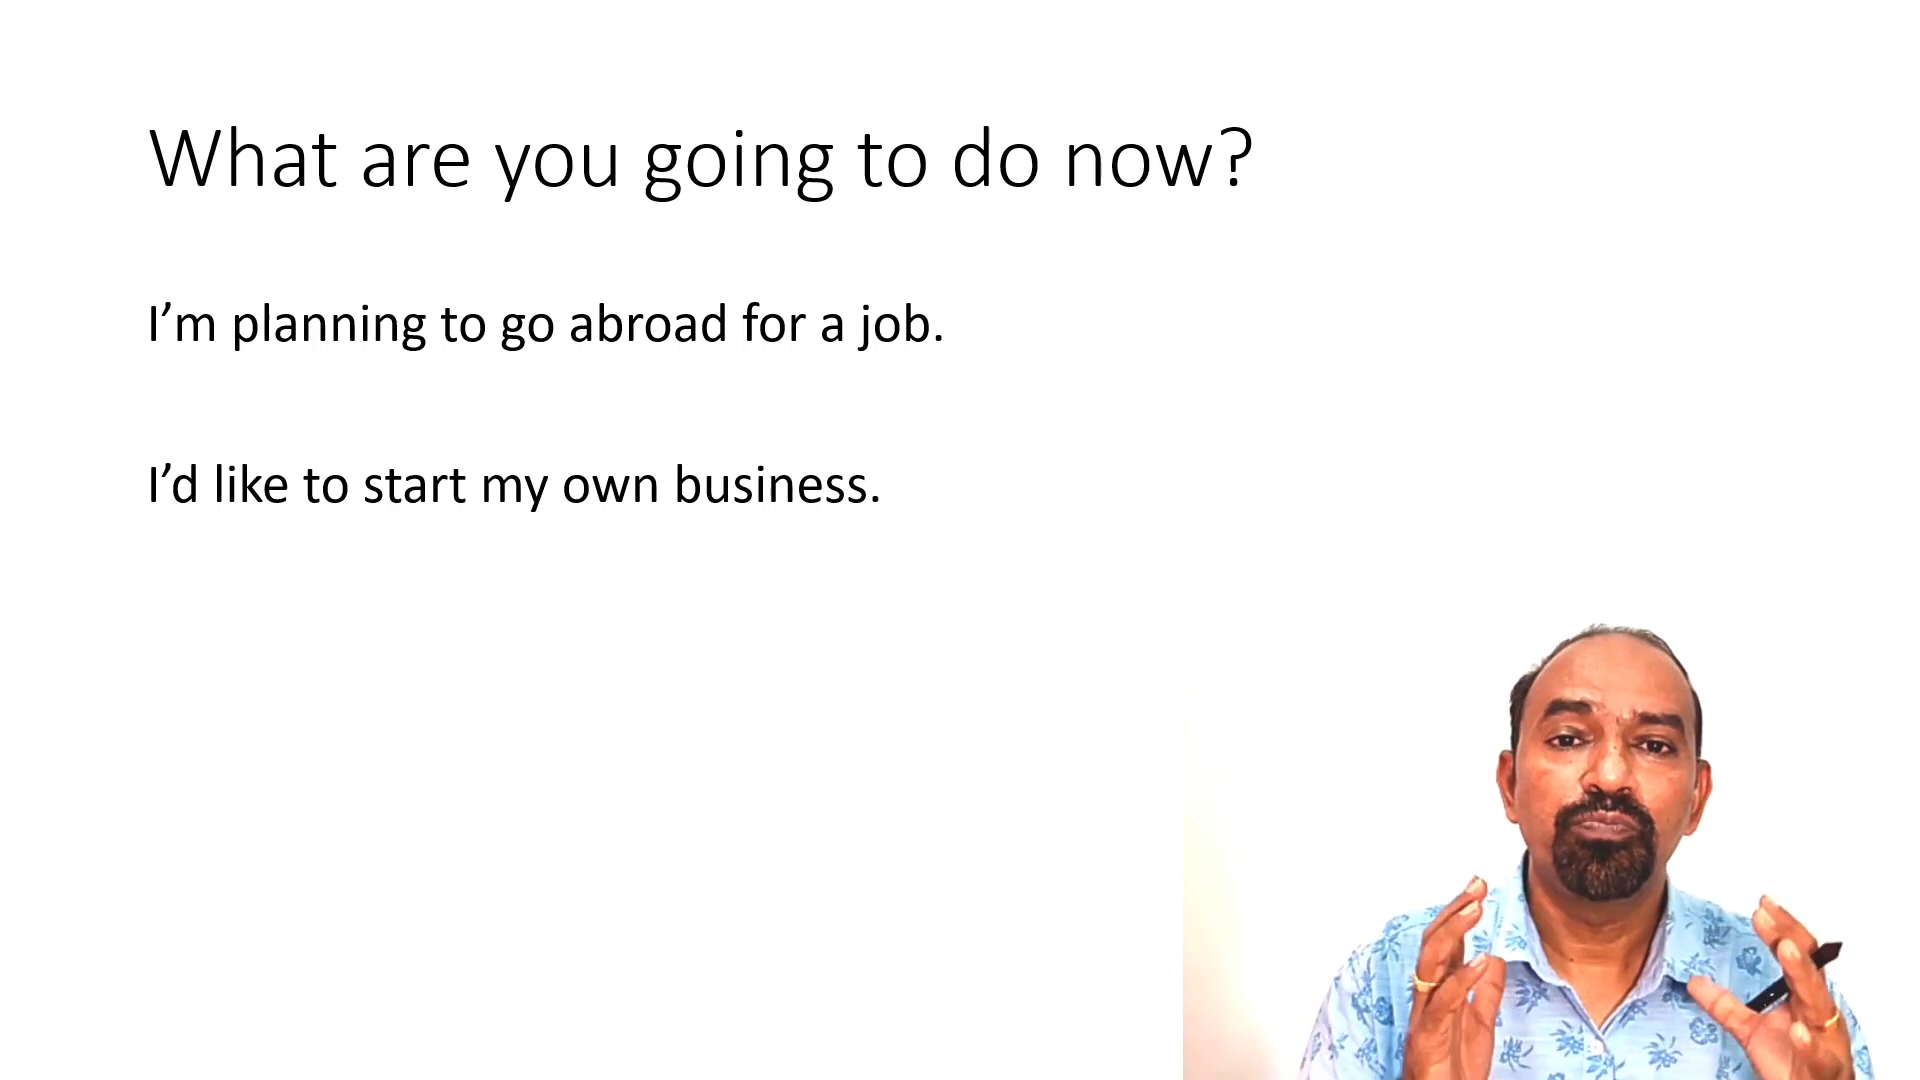 What are you going to do now?
I’m planning to go abroad for a job.
I’d like to start my own business.